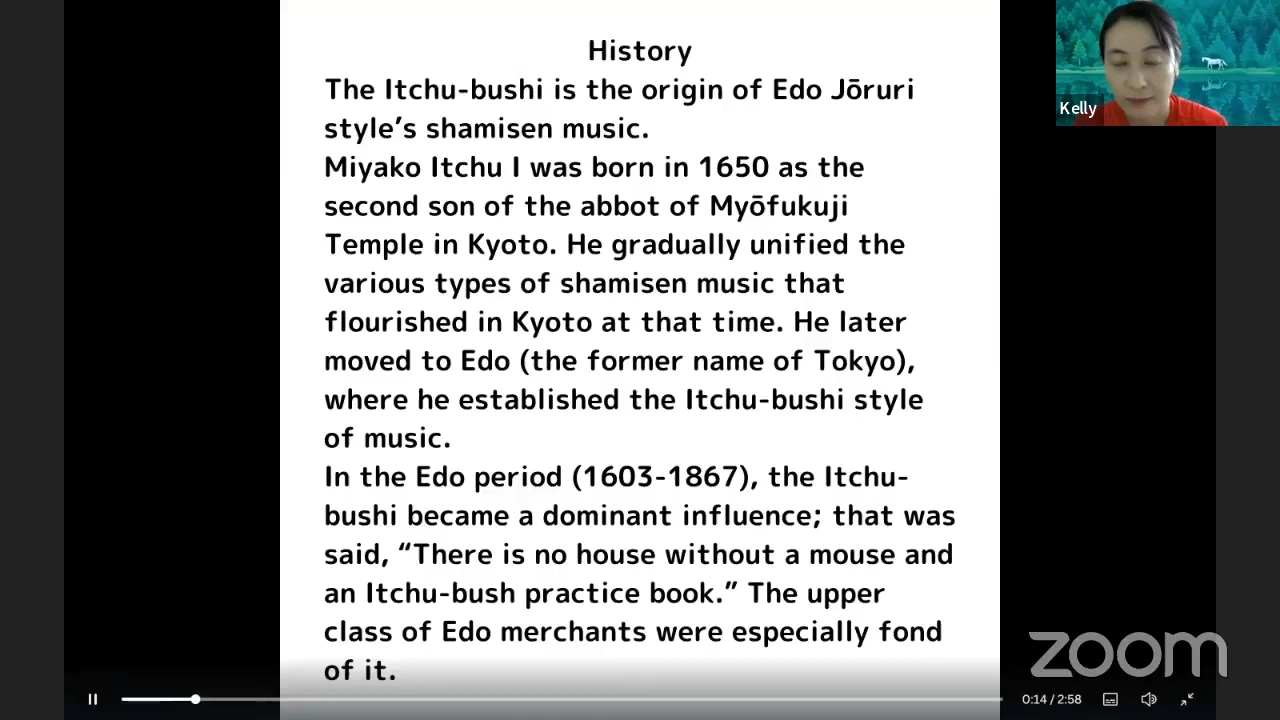 History
The Itchu-bushi is the origin of Edo Jōruri
style’s shamisen music.
Miyako Itchu I was born in 1650 as the
second son of the abbot of Myōfukuji
Temple in Kyoto. He gradually unified the
various types of shamisen music that
flourished in Kyoto at that time. He later
moved to Edo (the former name of Tokyo),
where he established the Itchu-bushi style
of music.
In the Edo period (1603-1867), the Itchu-
bushi became a dominant influence; that was
said, “There is no house without a mouse and
an Itchu-bush practice book.” The upper
class of Edo merchants were especially fond
of it.
Kelly
zoom
0:14 / 2:58